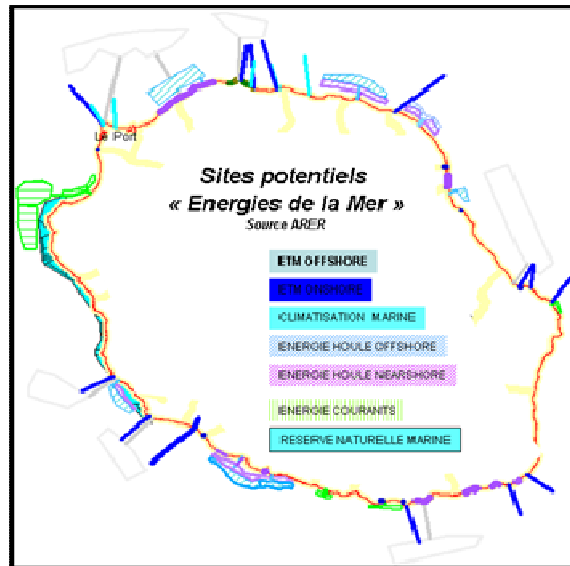 Le Port
Sites potentiels
« Energies de la Mer »
Source ARER
ETM OFFSHORE
ETM ONSHORE
CLIMATISATION MARINE
ENERGIE HOULE OFFSHORE
ENERGIE HOULE NEARSHORE
ENERGIE COURANTS
RESERVE NATURELLE MARINE